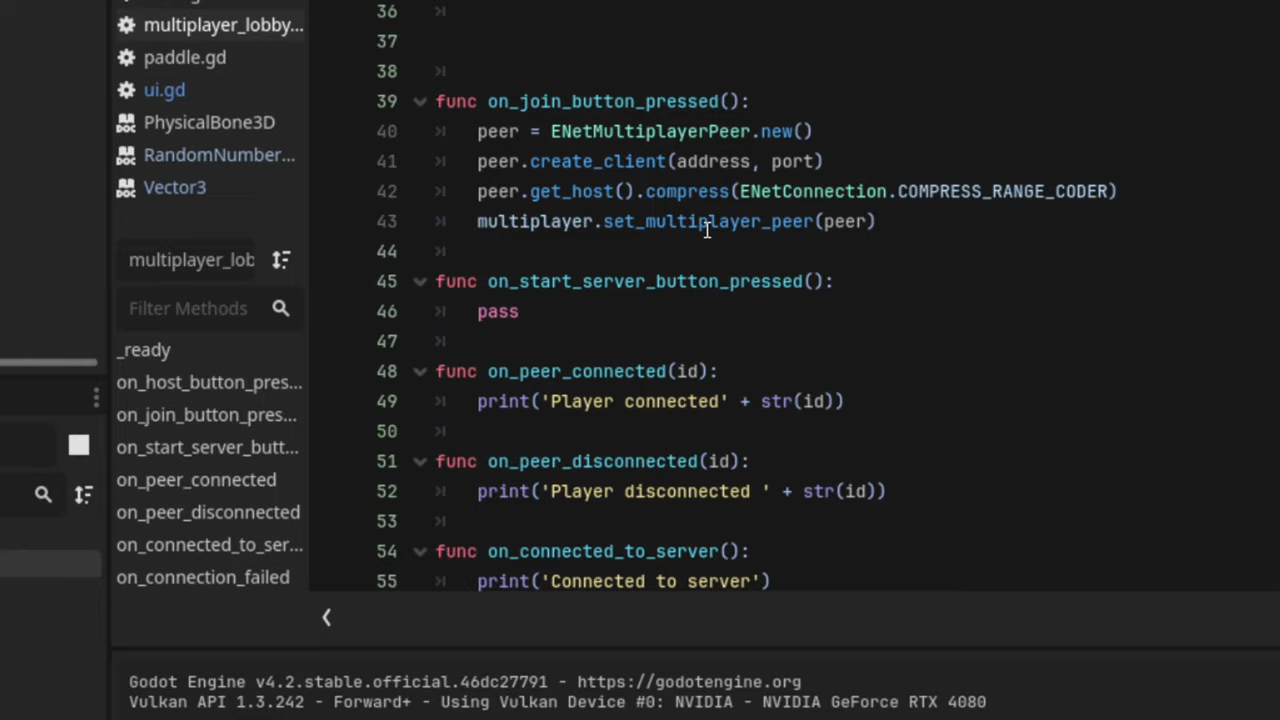 multiplayer_lobby...
paddle.gd
ui.gd
PhysicalBone3D
RandomNumber...
Vector3
multiplayer_lob
Filter Methods
_ready
on_host_button_pres...
on_join_button_pres...
on_start_server_butt...
on_peer_connected
on_peer_disconnected
on_connected_to_ser...
on_connection_failed
36
37
38
39 func on_join_button_pressed():
40 peer = ENetMultiplayerPeer.new()
41 peer.create_client(address, port)
42 peer.get_host().compress(ENetConnection.COMPRESS_RANGE_CODER)
43 multiplayer.set_multiplayer_peer(peer)
44
45 func on_start_server_button_pressed():
46 pass
47
48 func on_peer_connected(id):
49 print('Player connected' + str(id))
50
51 func on_peer_disconnected(id):
52 print('Player disconnected ' + str(id))
53
54 func on_connected_to_server():
55 print('Connected to server')
Godot Engine v4.2.stable.official.46dc27791 - https://godotengine.org
Vulkan API 1.3.242 - Forward+ - Using Vulkan Device #0: NVIDIA - NVIDIA GeForce RTX 4080